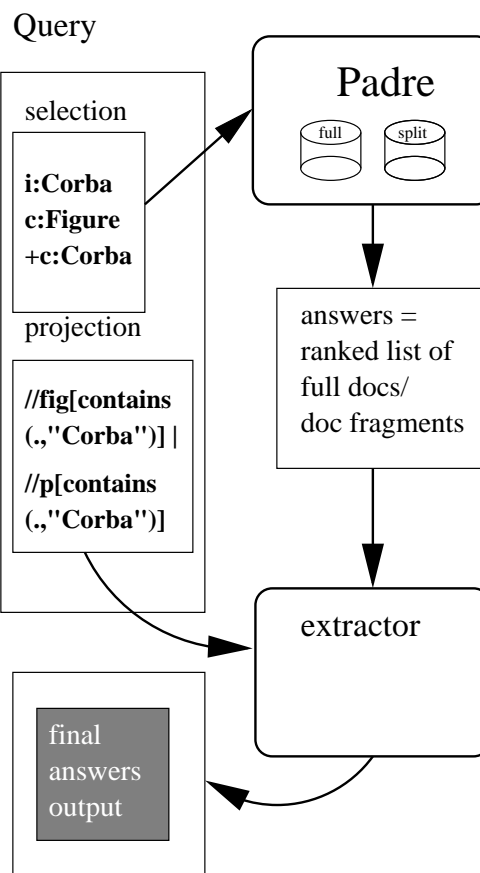 Query
selection
i:Corba
c:Figure
+c:Corba
projection
//fig[contains
(.,"Corba")] |
//p[contains
(.,"Corba")]
Padre
full
split
answers =
ranked list of
full docs/
doc fragments
extractor
final
answers
output